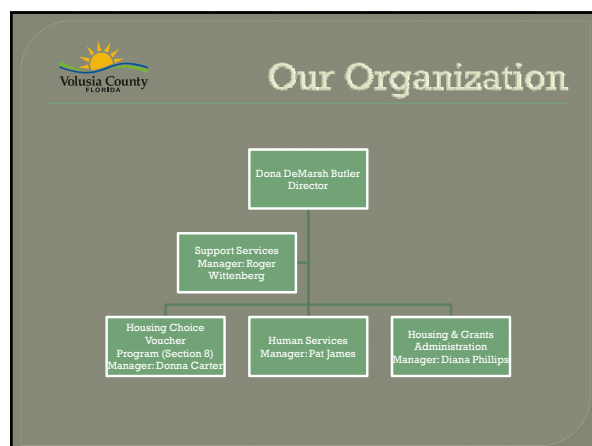 Volusia County
FLORIDA
Our Organization
Dona DeMarsh Butler
Director
Support Services
Manager: Roger
Wittenberg
Housing Choice
Voucher
Program (Section 8)
Manager: Donna Carter
Human Services
Manager: Pat James
Housing & Grants
Administration
Manager: Diana Phillips